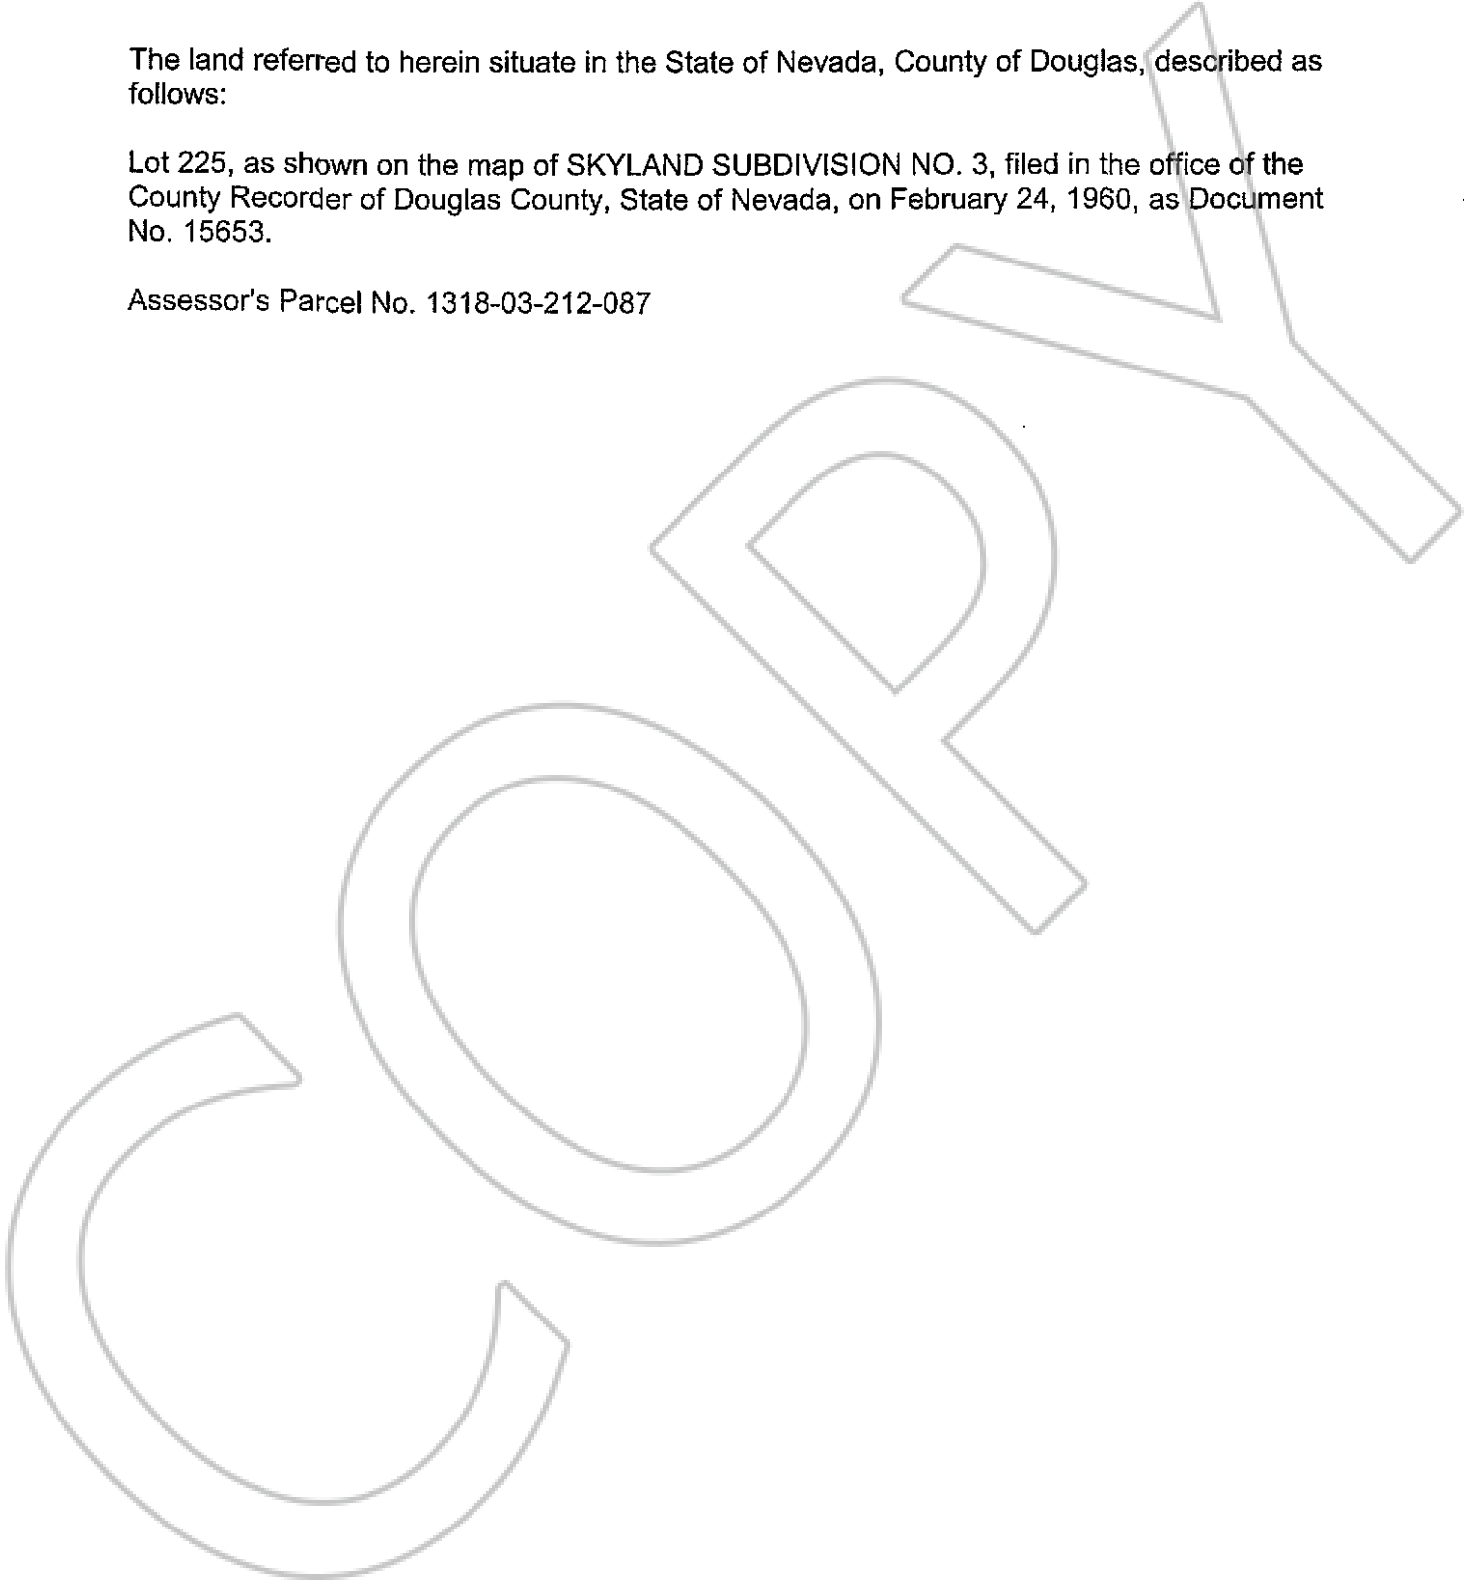 The land referred to herein situate in the State of Nevada, County of Douglas, described as
follows:
Lot 225, as shown on the map of SKYLAND SUBDIVISION NO. 3, filed in the office of the
County Recorder of Douglas County, State of Nevada, on February 24, 1960, as Document
No. 15653.
Assessor's Parcel No. 1318-03-212-087
COPY